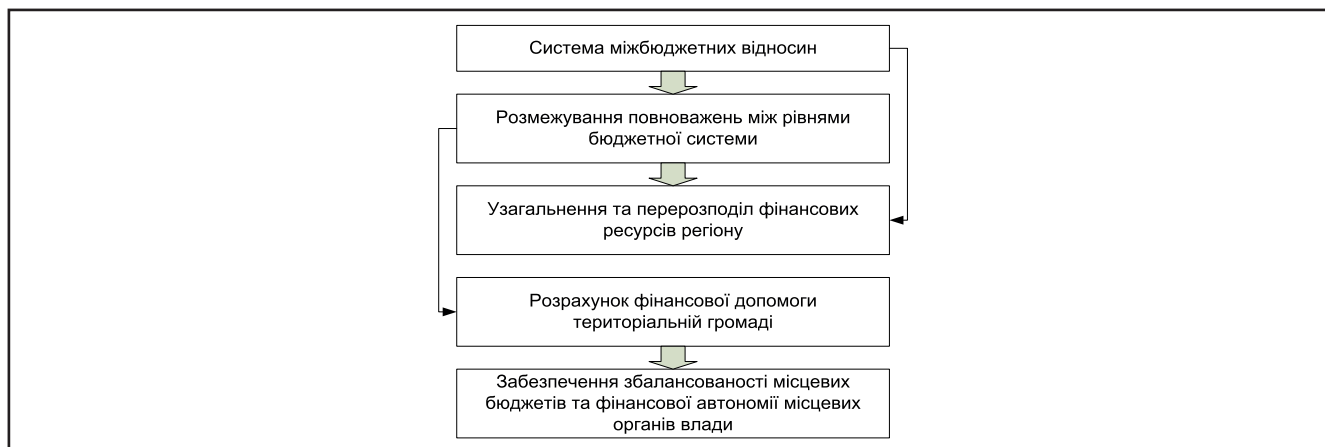 Система міжбюджетних відносин
Розмежування повноважень між рівнями
бюджетної системи
Узагальнення та перерозподіл фінансових
ресурсів регіону
Розрахунок фінансової допомоги
територіальній громаді
Забезпечення збалансованості місцевих
бюджетів та фінансової автономії місцевих
органів влади